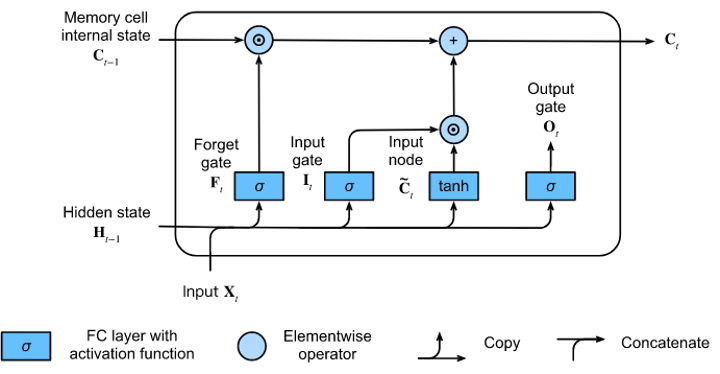 Memory cell
internal state
C_{t-1}
C_t
Output
gate
O_t
Forget
gate
F_t
Input
gate
I_t
Input
node
C̃_t
σ
σ
tanh
σ
Hidden state
H_{t-1}
Input X_t
σ
FC layer with
activation function
Elementwise
operator
Copy
Concatenate